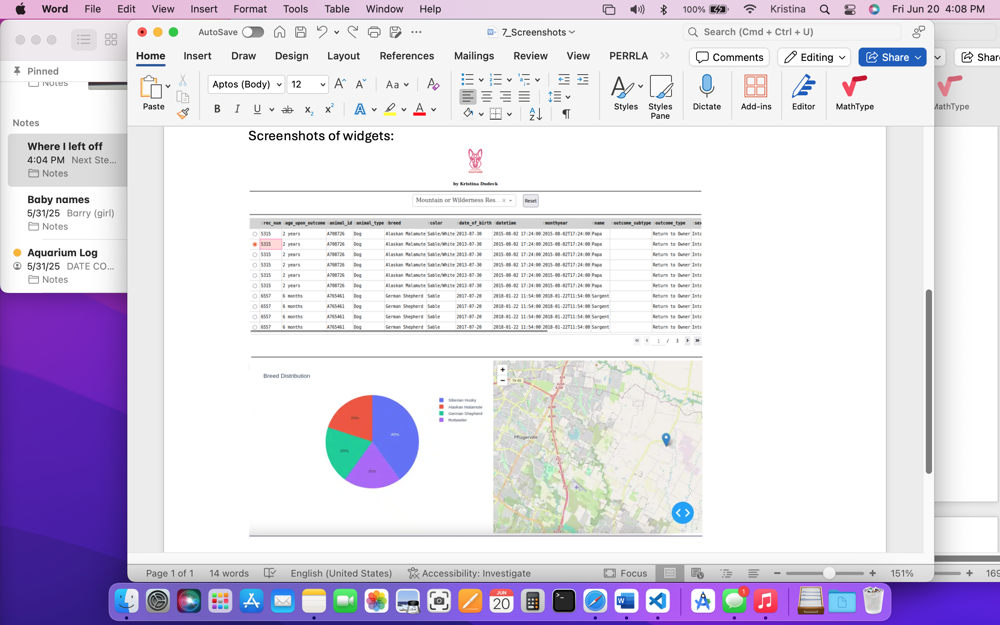 Word File Edit View Insert Format Tools Table Window Help 100% Kristina Fri Jun 20 4:08 PM
AutoSave 7_Screenshots Search (Cmd + Ctrl + U)
Home Insert Draw Design Layout References Mailings Review View PERRLA Comments Editing Share
Pinned
Notes
Paste Aptos (Body) 12 Aa
Styles Styles Pane Dictate Add-ins Editor MathType MathType
Notes
Where I left off
4:04 PM Next Ste...
Notes
Baby names
5/31/25 Barry (girl)
Notes
Aquarium Log
5/31/25 DATE CO...
Notes
Screenshots of widgets:
SALVARE
by Kristina Dudeck
Mountain or Wilderness Res... × Reset
rec_num age_upon_outcome animal_id animal_type breed color date_of_birth datetime monthyear name outcome_subtype outcome_type sex
5315 2 years A708726 Dog Alaskan Malamute Sable/White 2013-07-30 2015-08-02 17:24:00 2015-08-02T17:24:00 Papa Return to Owner Inta
5315 2 years A708726 Dog Alaskan Malamute Sable/White 2013-07-30 2015-08-02 17:24:00 2015-08-02T17:24:00 Papa Return to Owner Inta
5315 2 years A708726 Dog Alaskan Malamute Sable/White 2013-07-30 2015-08-02 17:24:00 2015-08-02T17:24:00 Papa Return to Owner Inta
5315 2 years A708726 Dog Alaskan Malamute Sable/White 2013-07-30 2015-08-02 17:24:00 2015-08-02T17:24:00 Papa Return to Owner Inta
5315 2 years A708726 Dog Alaskan Malamute Sable/White 2013-07-30 2015-08-02 17:24:00 2015-08-02T17:24:00 Papa Return to Owner Inta
5315 2 years A708726 Dog Alaskan Malamute Sable/White 2013-07-30 2015-08-02 17:24:00 2015-08-02T17:24:00 Papa Return to Owner Inta
6557 6 months A765461 Dog German Shepherd Sable 2017-07-20 2018-01-22 11:54:00 2018-01-22T11:54:00 Sargent Return to Owner Inta
6557 6 months A765461 Dog German Shepherd Sable 2017-07-20 2018-01-22 11:54:00 2018-01-22T11:54:00 Sargent Return to Owner Inta
6557 6 months A765461 Dog German Shepherd Sable 2017-07-20 2018-01-22 11:54:00 2018-01-22T11:54:00 Sargent Return to Owner Inta
6557 6 months A765461 Dog German Shepherd Sable 2017-07-20 2018-01-22 11:54:00 2018-01-22T11:54:00 Sargent Return to Owner Inta
« ‹ 1 / 3 › »
Breed Distribution
Siberian Husky
Alaskan Malamute
German Shepherd
Rottweiler
20%
40%
20%
20%
+
−
TX 45
426
428A
428B
428B
428A
429
431
Pflugerville
432
431
432
432
435
437A
Page 1 of 1 14 words English (United States) Accessibility: Investigate Focus 151% 169
JUN
20
1